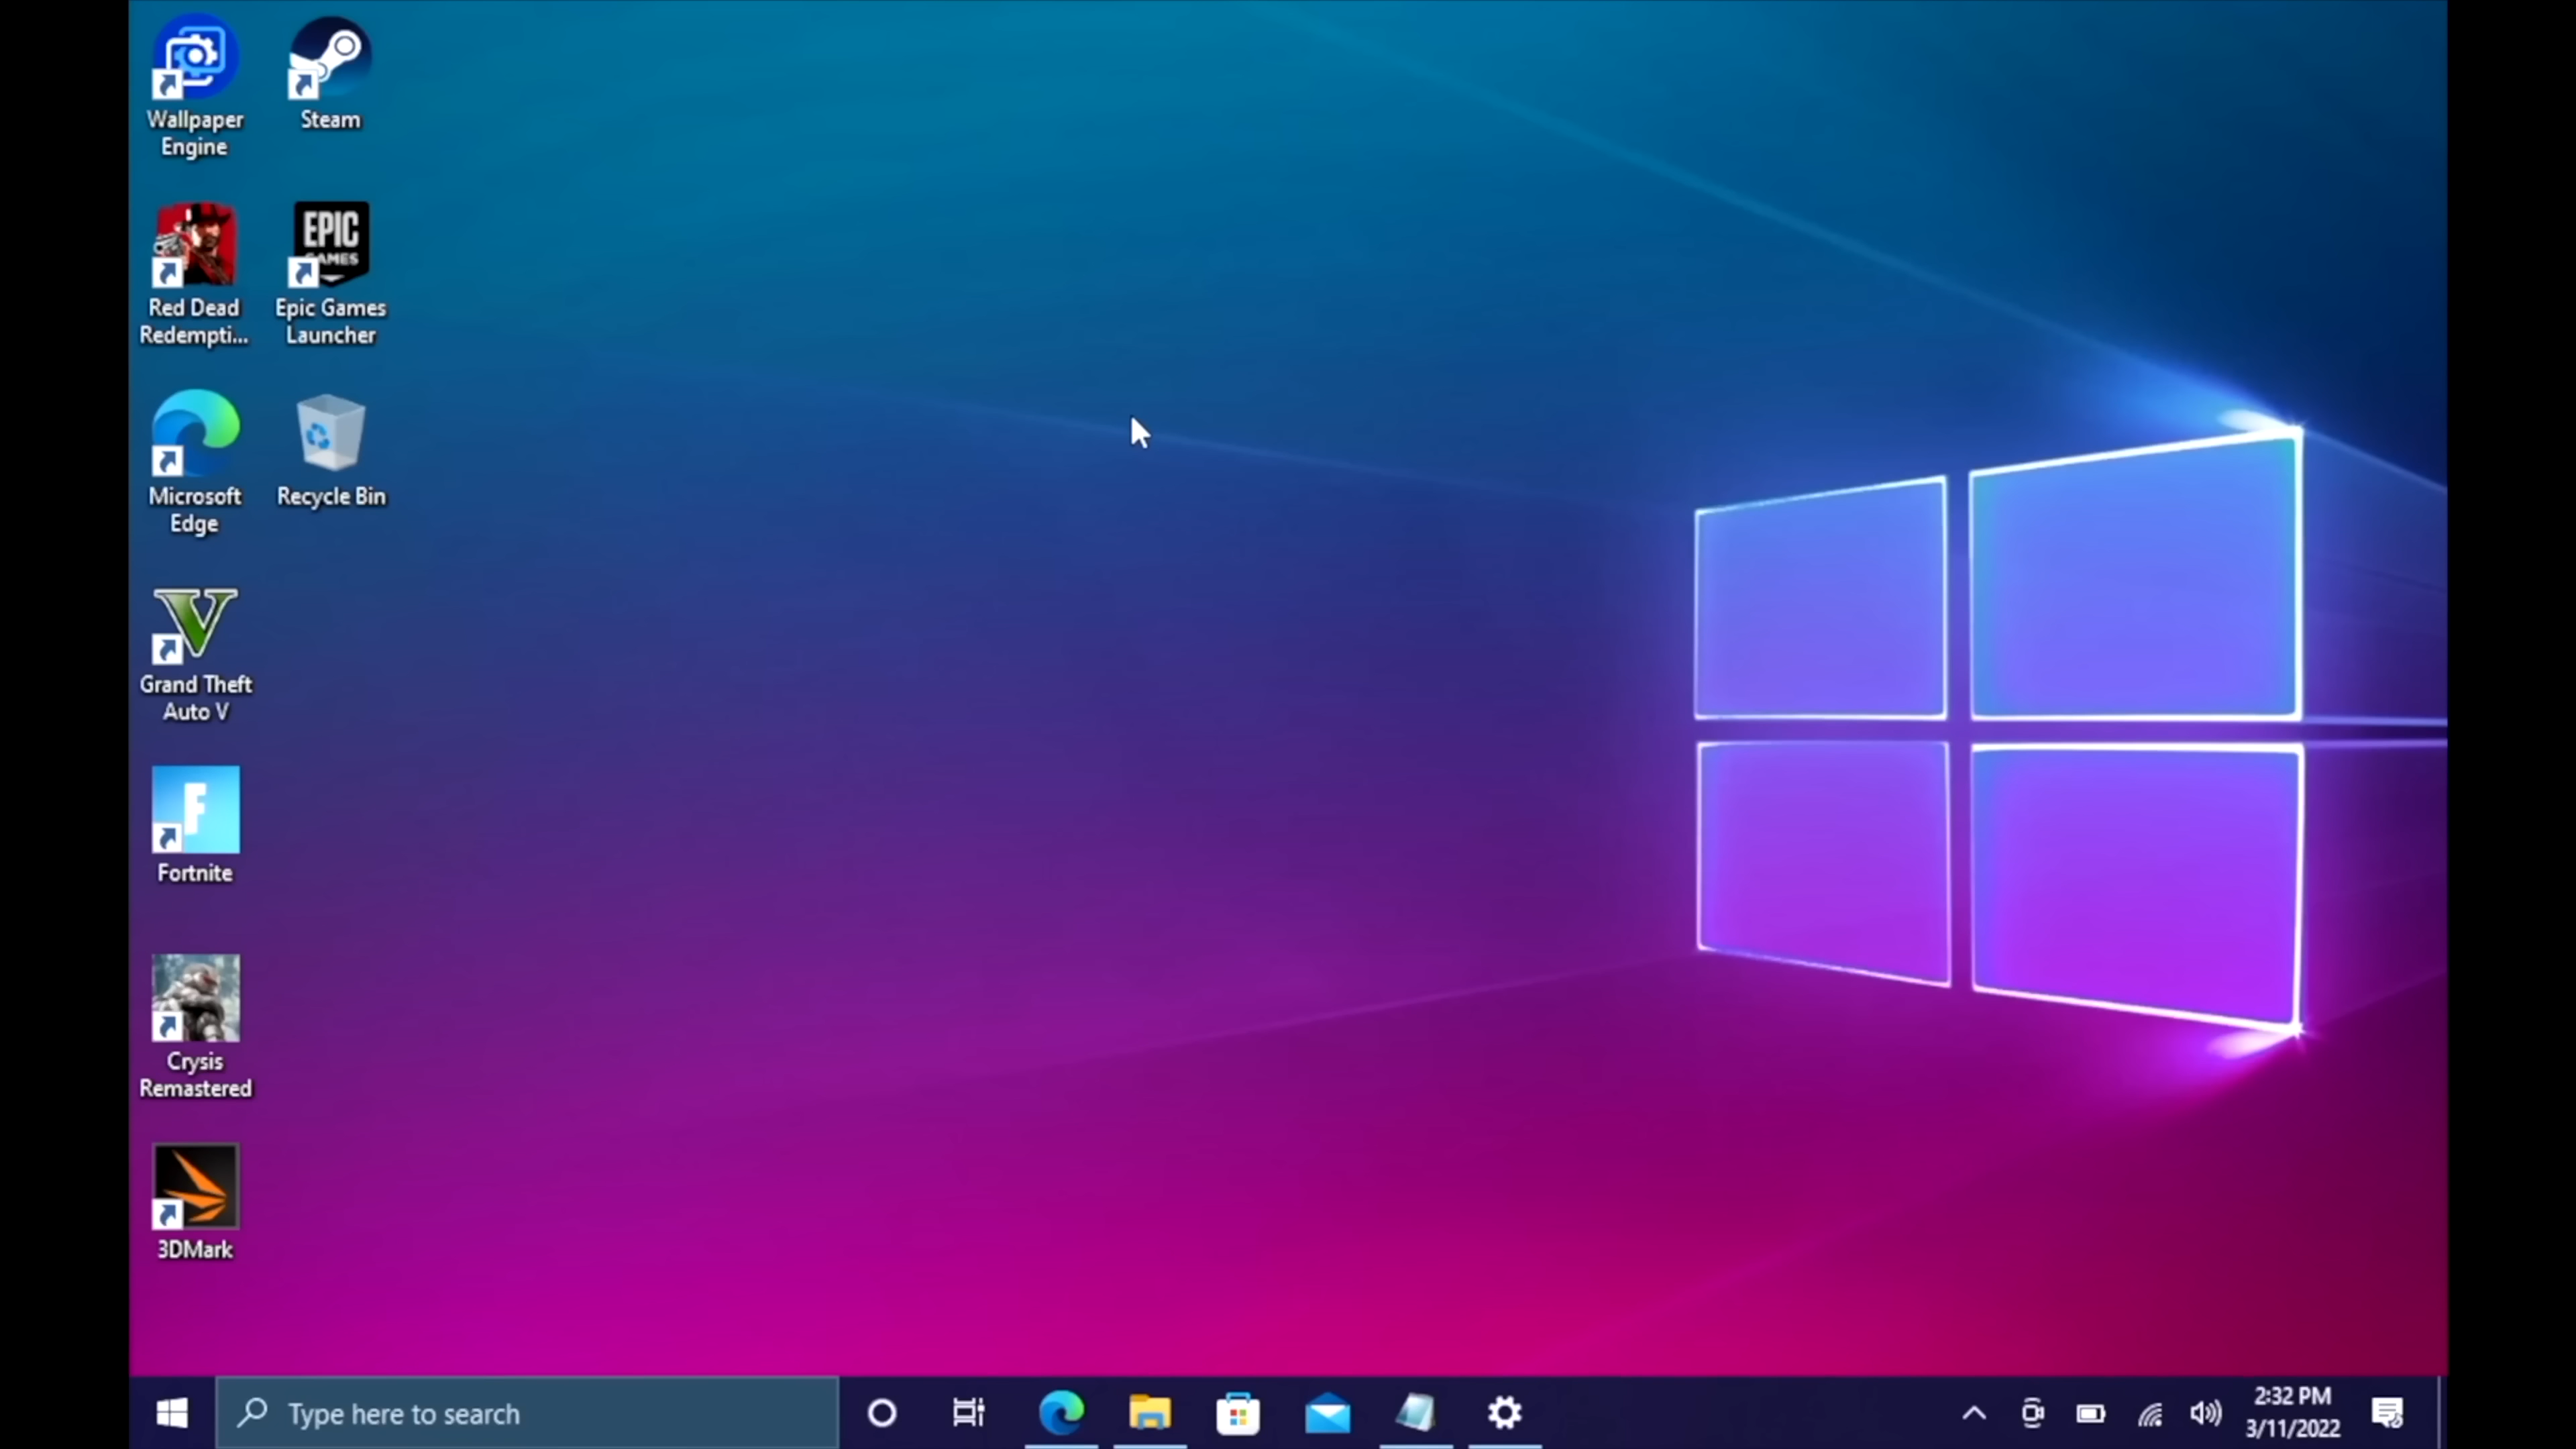 Wallpaper
Engine
Steam
Red Dead
Redempti...
EPIC
GAMES
Epic Games
Launcher
Microsoft
Edge
Recycle Bin
V
Grand Theft
Auto V
F
Fortnite
Crysis
Remastered
3DMark
Type here to search
2:32 PM
3/11/2022